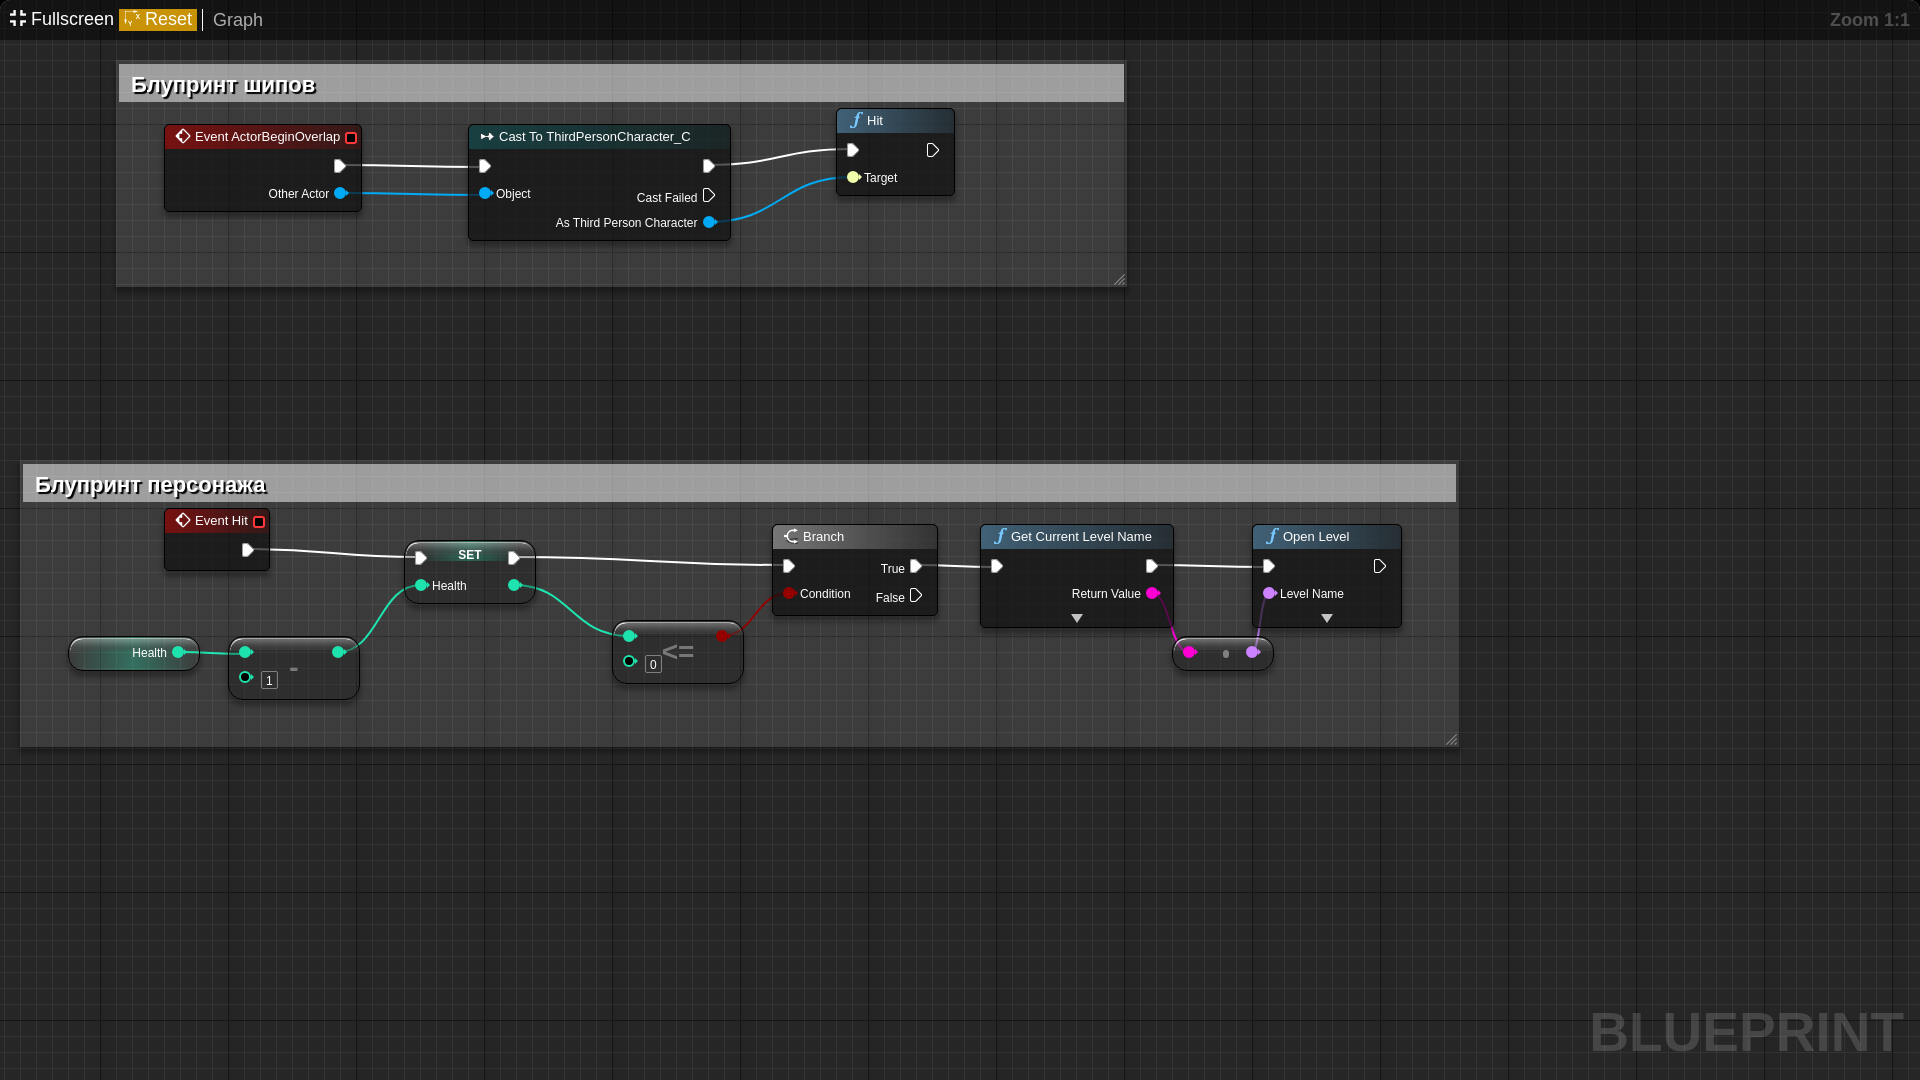 Fullscreen Reset Graph Zoom 1:1
Блупринт шипов
Event ActorBeginOverlap
Other Actor
Cast To ThirdPersonCharacter_C
Object
Cast Failed
As Third Person Character
Hit
Target
Блупринт персонажа
Event Hit
SET
Health
Health
1
-
0
<=
Branch
True
Condition
False
Get Current Level Name
Return Value
Open Level
Level Name
BLUEPRINT